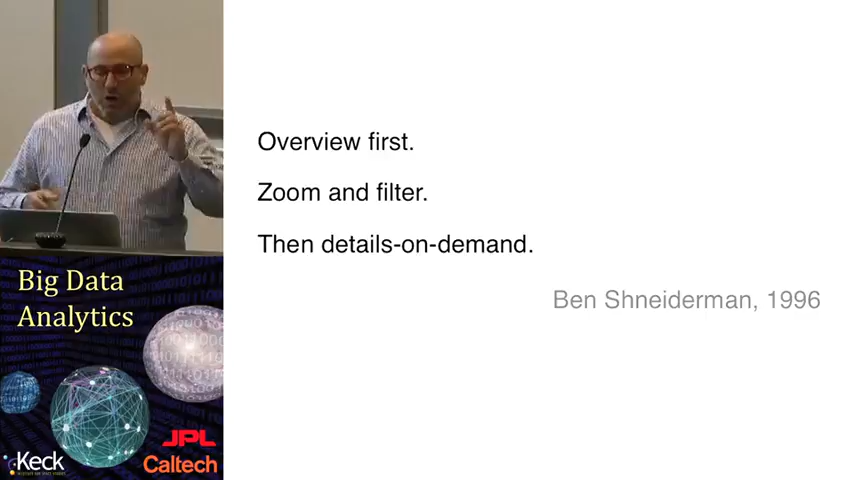 Overview first.
Zoom and filter.
Then details-on-demand.
Ben Shneiderman, 1996
Big Data
Analytics
JPL
Keck
Caltech